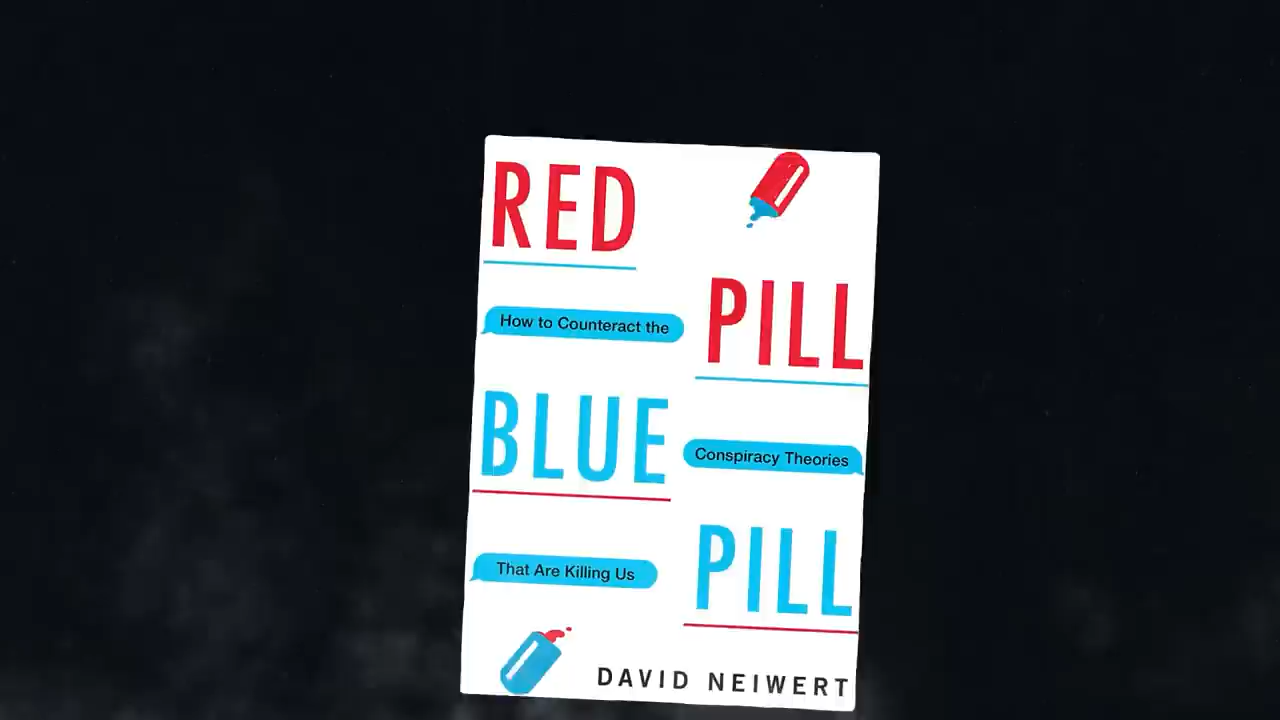 RED
PILL
How to Counteract the
BLUE
Conspiracy Theories
PILL
That Are Killing Us
DAVID NEIWERT